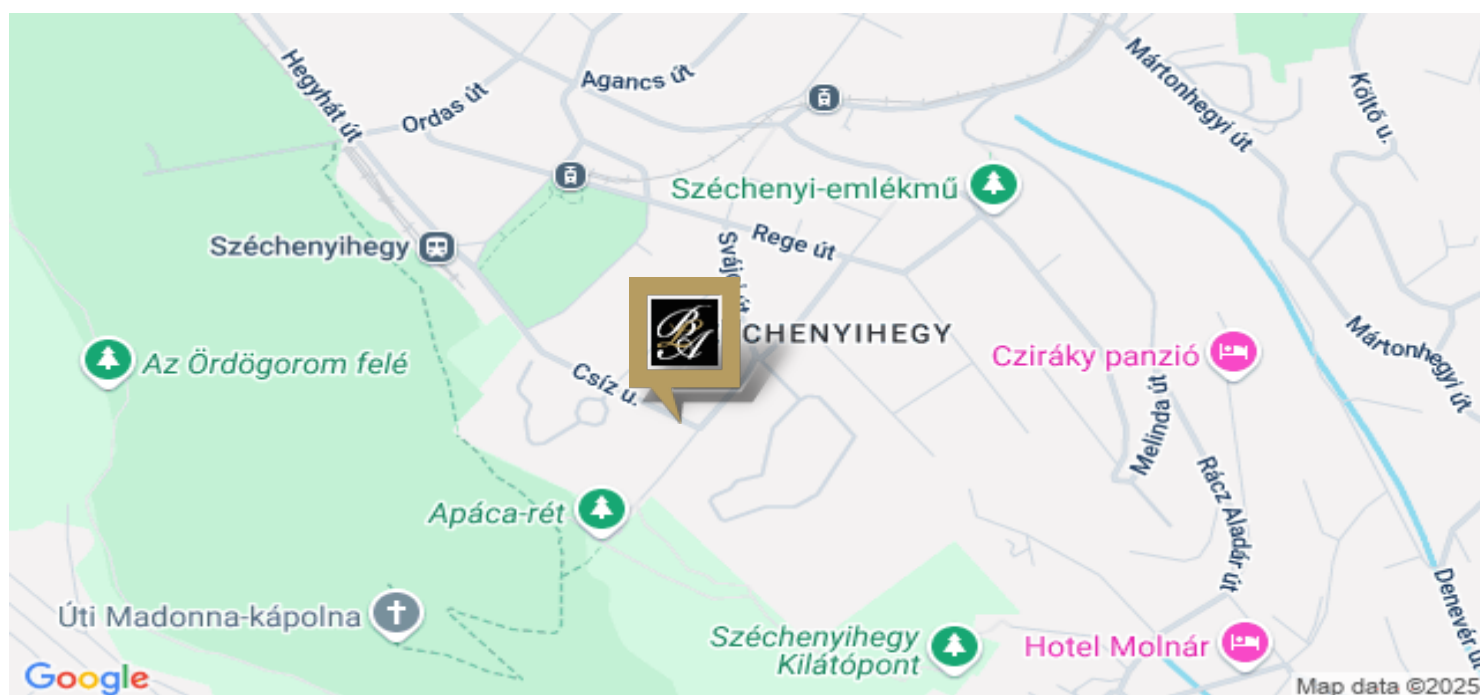 Hegyhát út
Ordas út
Agancs út
Mártonhegyi út
Költő u.
Széchenyi-emlékmű
Rege út
Széchenyihegy
CHENYIHEGY
BLA
Az Ördögorom felé
Csíz u.
Cziráky panzió
Mártonhegyi út
Melinda út
Rácz Aladár út
Apáca-rét
Úti Madonna-kápolna
Széchenyihegy
Kilátópont
Hotel Molnár
Denevér u
Google
Map data ©2025